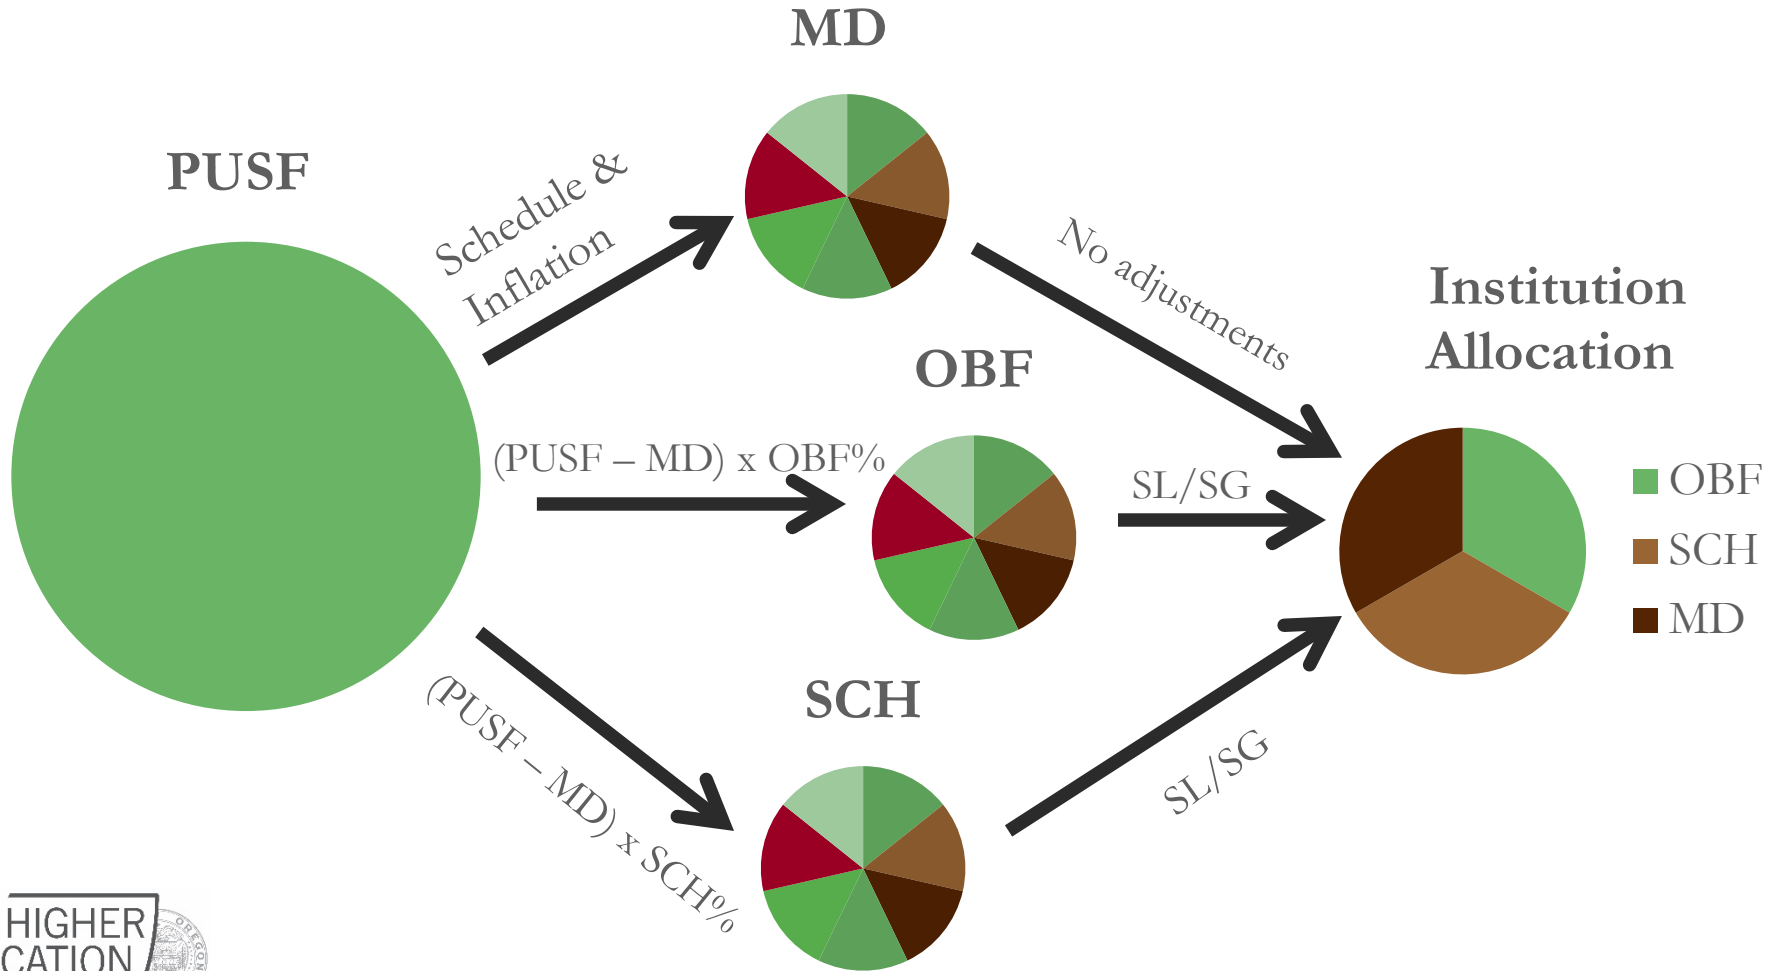 MD
PUSF
Schedule &
Inflation
No adjustments
Institution
Allocation
OBF
(PUSF – MD) x OBF%
SL/SG
OBF
SCH
MD
SCH
(PUSF – MD) x SCH%
SL/SG
HIGHER
CATION
OREGON